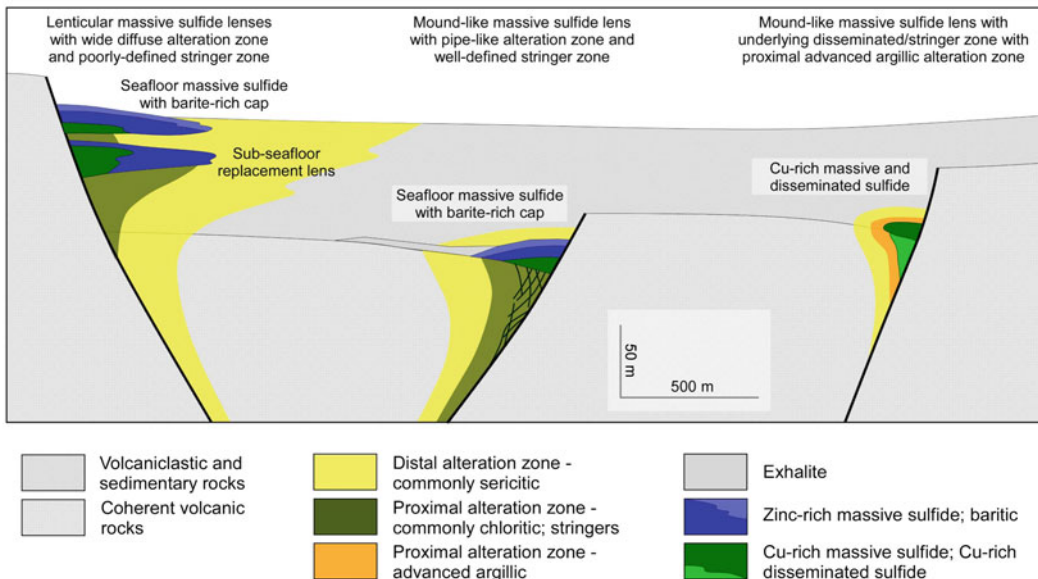 Lenticular massive sulfide lenses
with wide diffuse alteration zone
and poorly-defined stringer zone
Mound-like massive sulfide lens
with pipe-like alteration zone and
well-defined stringer zone
Mound-like massive sulfide lens with
underlying disseminated/stringer zone with
proximal advanced argillic alteration zone
Seafloor massive sulfide
with barite-rich cap
Sub-seafloor
replacement lens
Seafloor massive sulfide
with barite-rich cap
Cu-rich massive and
disseminated sulfide
50 m
500 m
Volcaniclastic and
sedimentary rocks
Coherent volcanic
rocks
Distal alteration zone -
commonly sericitic
Proximal alteration zone -
commonly chloritic; stringers
Proximal alteration zone -
advanced argillic
Exhalite
Zinc-rich massive sulfide; baritic
Cu-rich massive sulfide; Cu-rich
disseminated sulfide